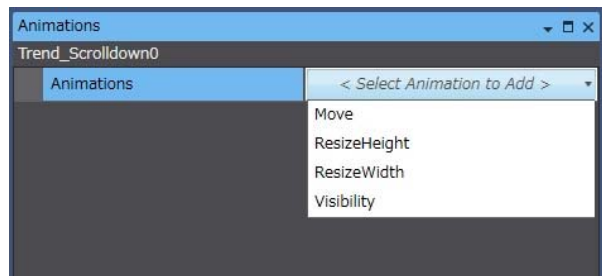 Animations
Trend_Scrolldown0
Animations < Select Animation to Add >
Move
ResizeHeight
ResizeWidth
Visibility